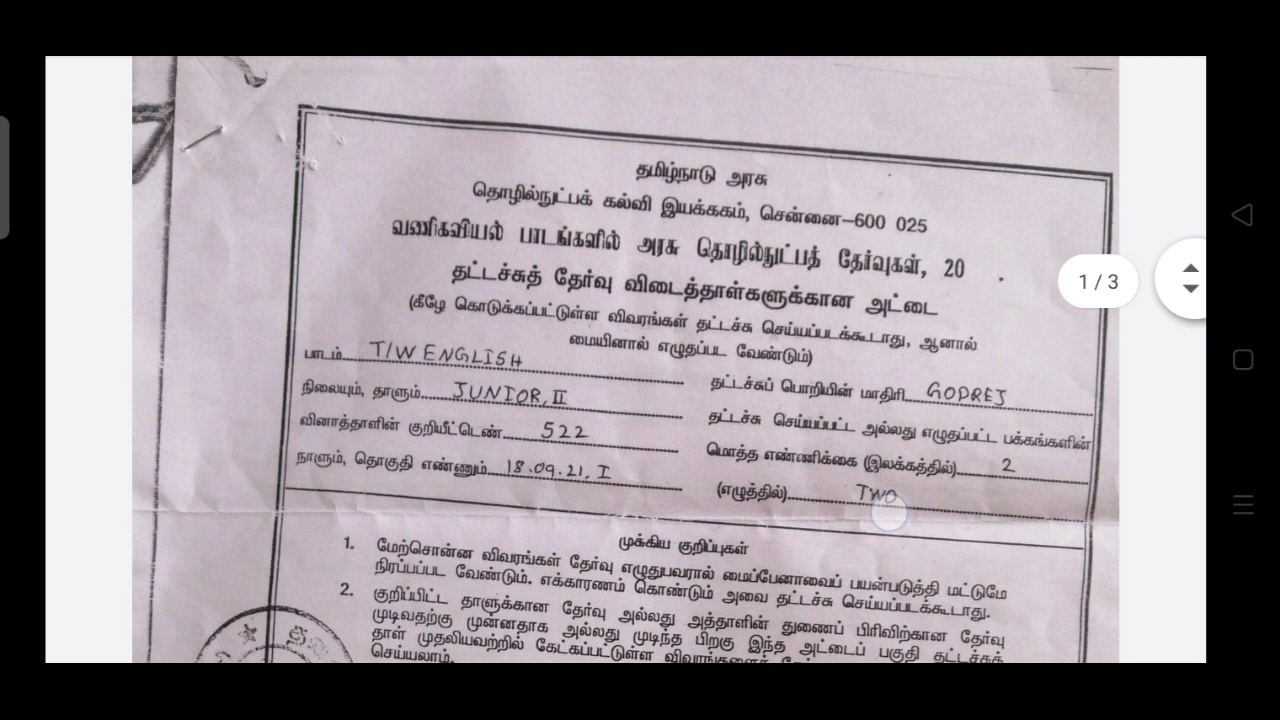 தமிழ்நாடு அரசு
தொழில்நுட்பக் கல்வி இயக்ககம், சென்னை–600 025
வணிகவியல் பாடங்களில் அரசு தொழில்நுட்பத் தேர்வுகள், 20
தட்டச்சுத் தேர்வு விடைத்தாள்களுக்கான அட்டை
(கீழே கொடுக்கப்பட்டுள்ள விவரங்கள் தட்டச்சு செய்யப்படக்கூடாது, ஆனால்
மையினால் எழுதப்பட வேண்டும்)
பாடம்......T/W ENGLISH
நிலையும், தாளும்......JUNIOR, II
வினாத்தாளின் குறியீட்டெண்......522
நாளும், தொகுதி எண்ணும்......18.09.21, I
தட்டச்சுப் பொறியின் மாதிரி......GODREJ
தட்டச்சு செய்யப்பட்ட அல்லது எழுதப்பட்ட பக்கங்களின்
மொத்த எண்ணிக்கை (இலக்கத்தில்)......2
(எழுத்தில்)......TWO
1 / 3
முக்கிய குறிப்புகள்
1. மேற்சொன்ன விவரங்கள் தேர்வு எழுதுபவரால் மைப்பேனாவைப் பயன்படுத்தி மட்டுமே
நிரப்பப்பட வேண்டும். எக்காரணம் கொண்டும் அவை தட்டச்சு செய்யப்படக்கூடாது.
2. குறிப்பிட்ட தாளுக்கான தேர்வு அல்லது அத்தாளின் துணைப் பிரிவிற்கான தேர்வு
முடிவதற்கு முன்னதாக அல்லது முடிந்த பிறகு இந்த அட்டைப் பகுதி தட்டச்சுத்
தாள் முதலியவற்றில் கேட்கப்பட்டுள்ள விவரங்களைத்
செய்யலாம்.